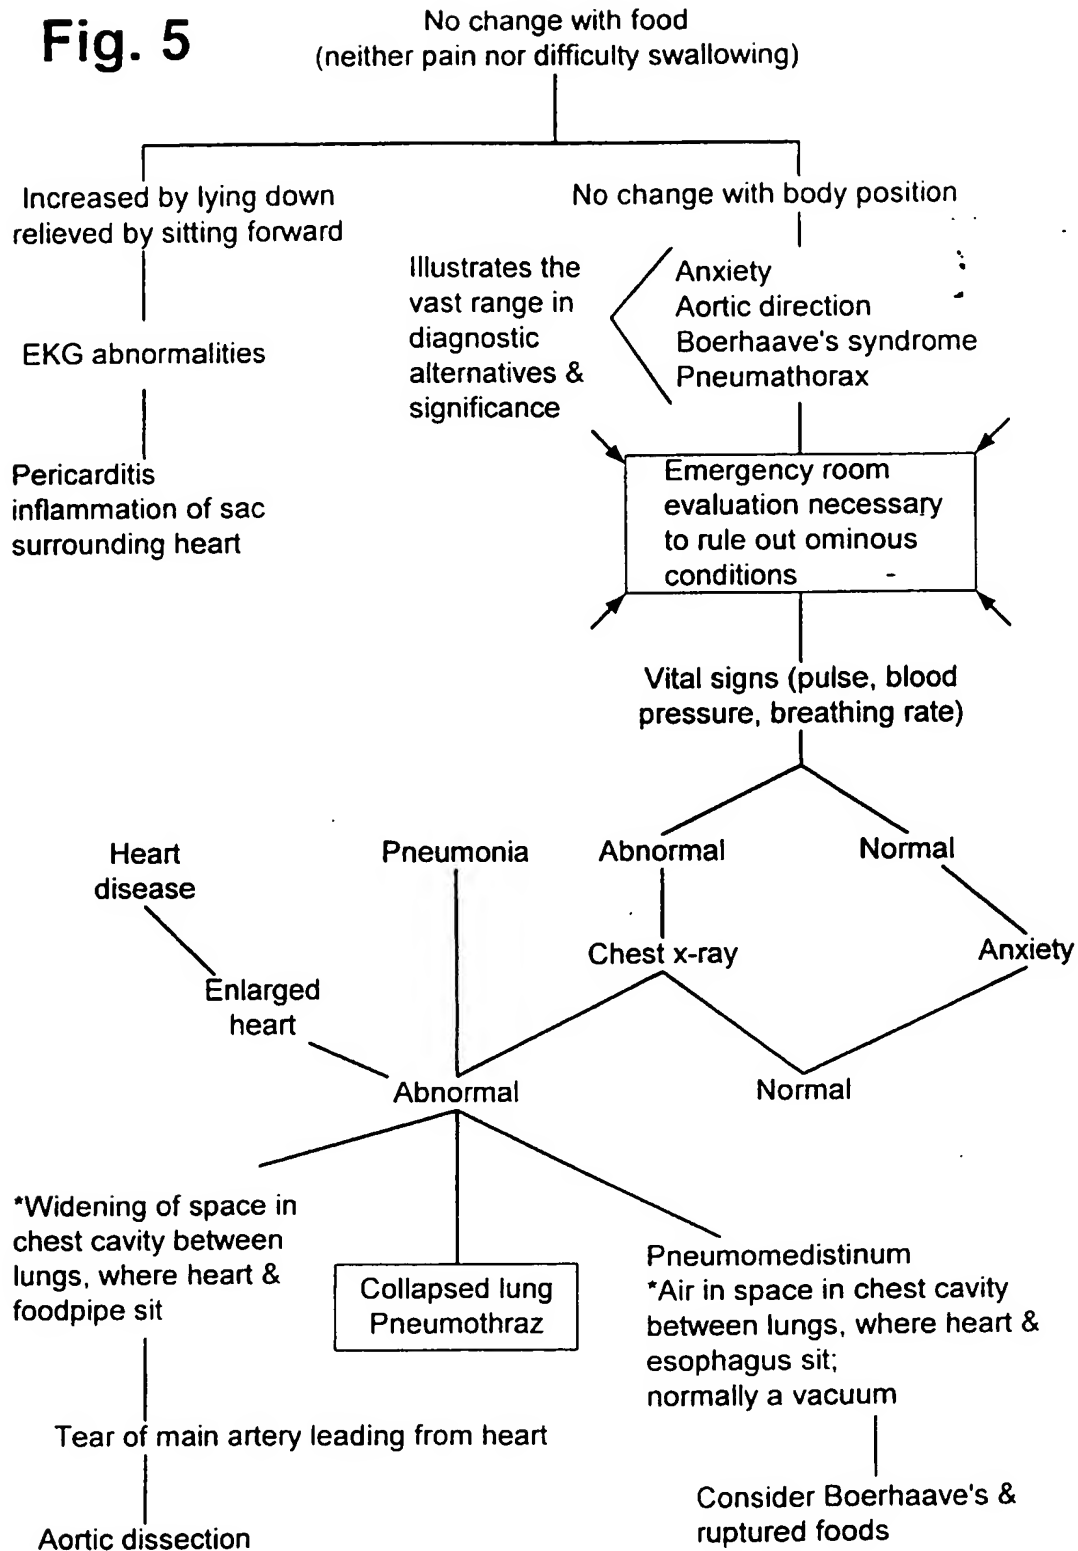 Fig. 5
No change with food
(neither pain nor difficulty swallowing)
Increased by lying down
relieved by sitting forward
EKG abnormalities
Pericarditis
inflammation of sac
surrounding heart
No change with body position
Illustrates the
vast range in
diagnostic
alternatives &
significance
Anxiety
Aortic direction
Boerhaave's syndrome
Pneumathorax
Emergency room
evaluation necessary
to rule out ominous
conditions
Vital signs (pulse, blood
pressure, breathing rate)
Heart
disease
Pneumonia
Abnormal
Normal
Chest x-ray
Anxiety
Enlarged
heart
Abnormal
Normal
*Widening of space in
chest cavity between
lungs, where heart &
foodpipe sit
Collapsed lung
Pneumothraz
Pneumomedistinum
*Air in space in chest cavity
between lungs, where heart &
esophagus sit;
normally a vacuum
Tear of main artery leading from heart
Aortic dissection
Consider Boerhaave's &
ruptured foods